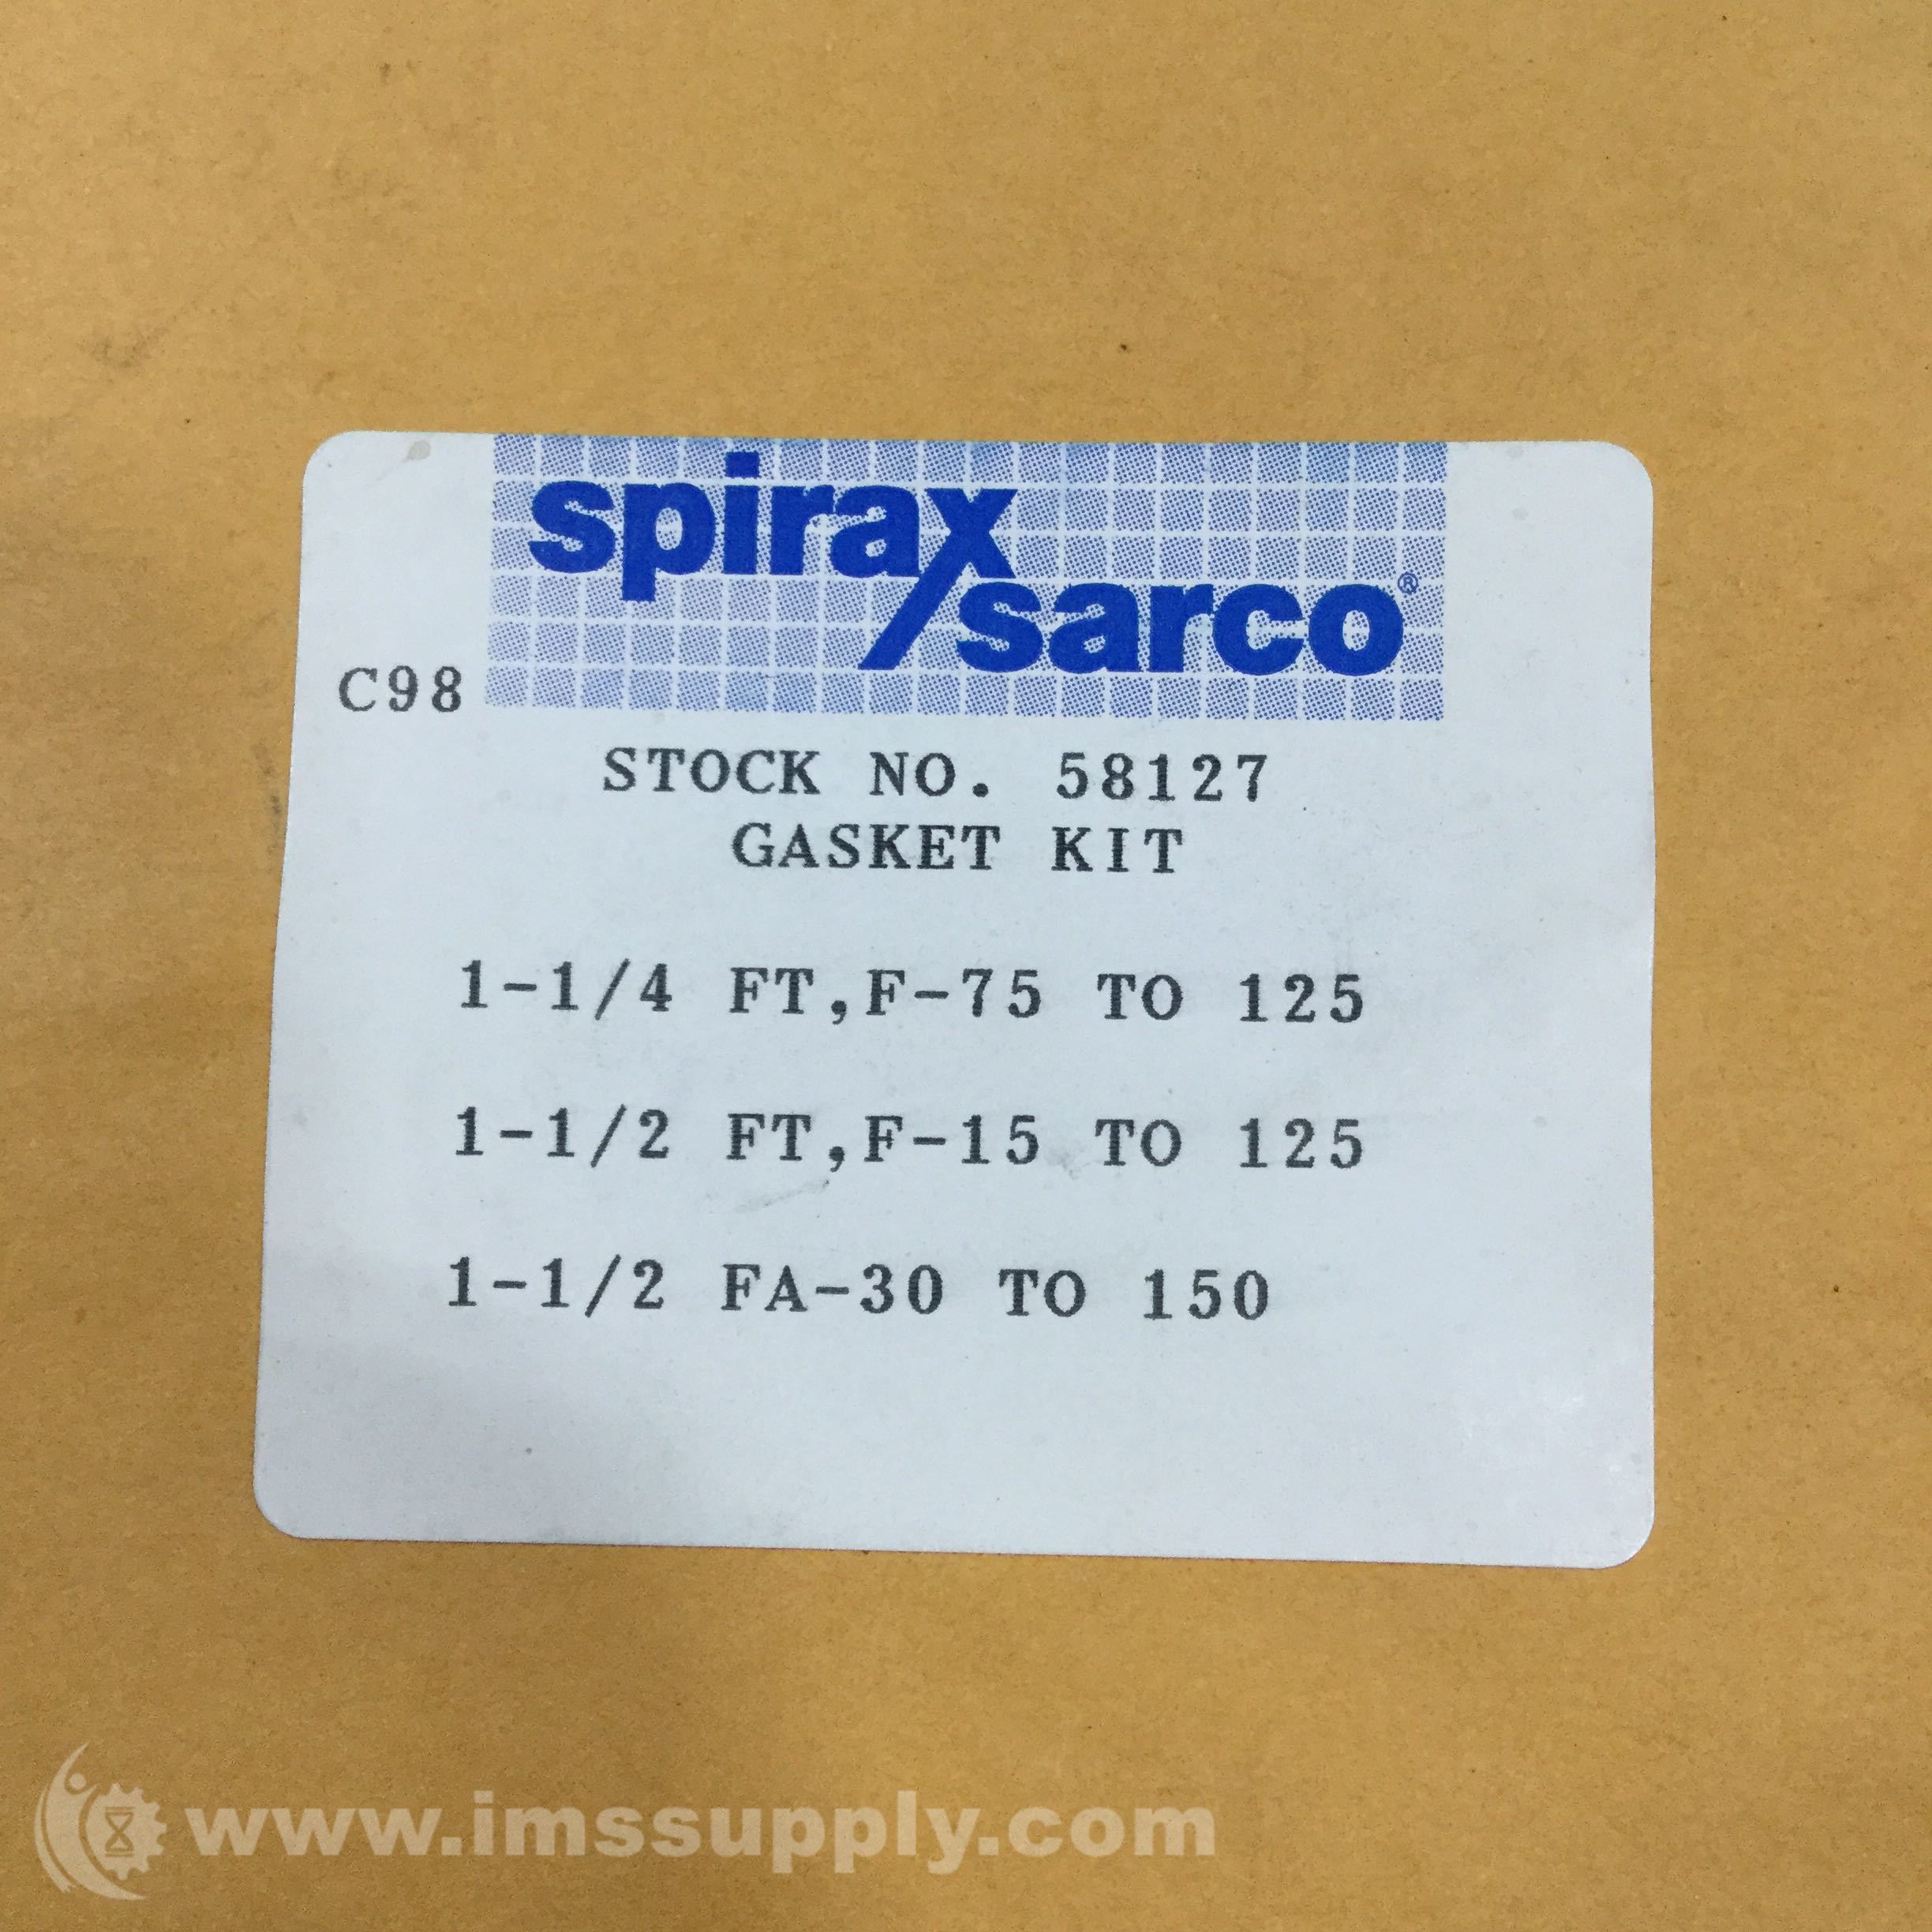 spirax
sarco®
C98
STOCK NO. 58127
GASKET KIT
1-1/4 FT,F-75 TO 125
1-1/2 FT,F-15 TO 125
1-1/2 FA-30 TO 150
www.imssupply.com